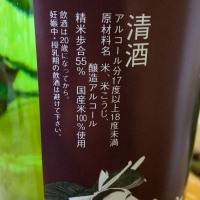 清酒
アルコール分17度以上18度未満
原材料名 米、米こうじ、
醸造アルコール
精米歩合55% 国産米100%使用
飲酒は20歳になってから。
妊娠中・授乳期の飲酒は避けて下さい。